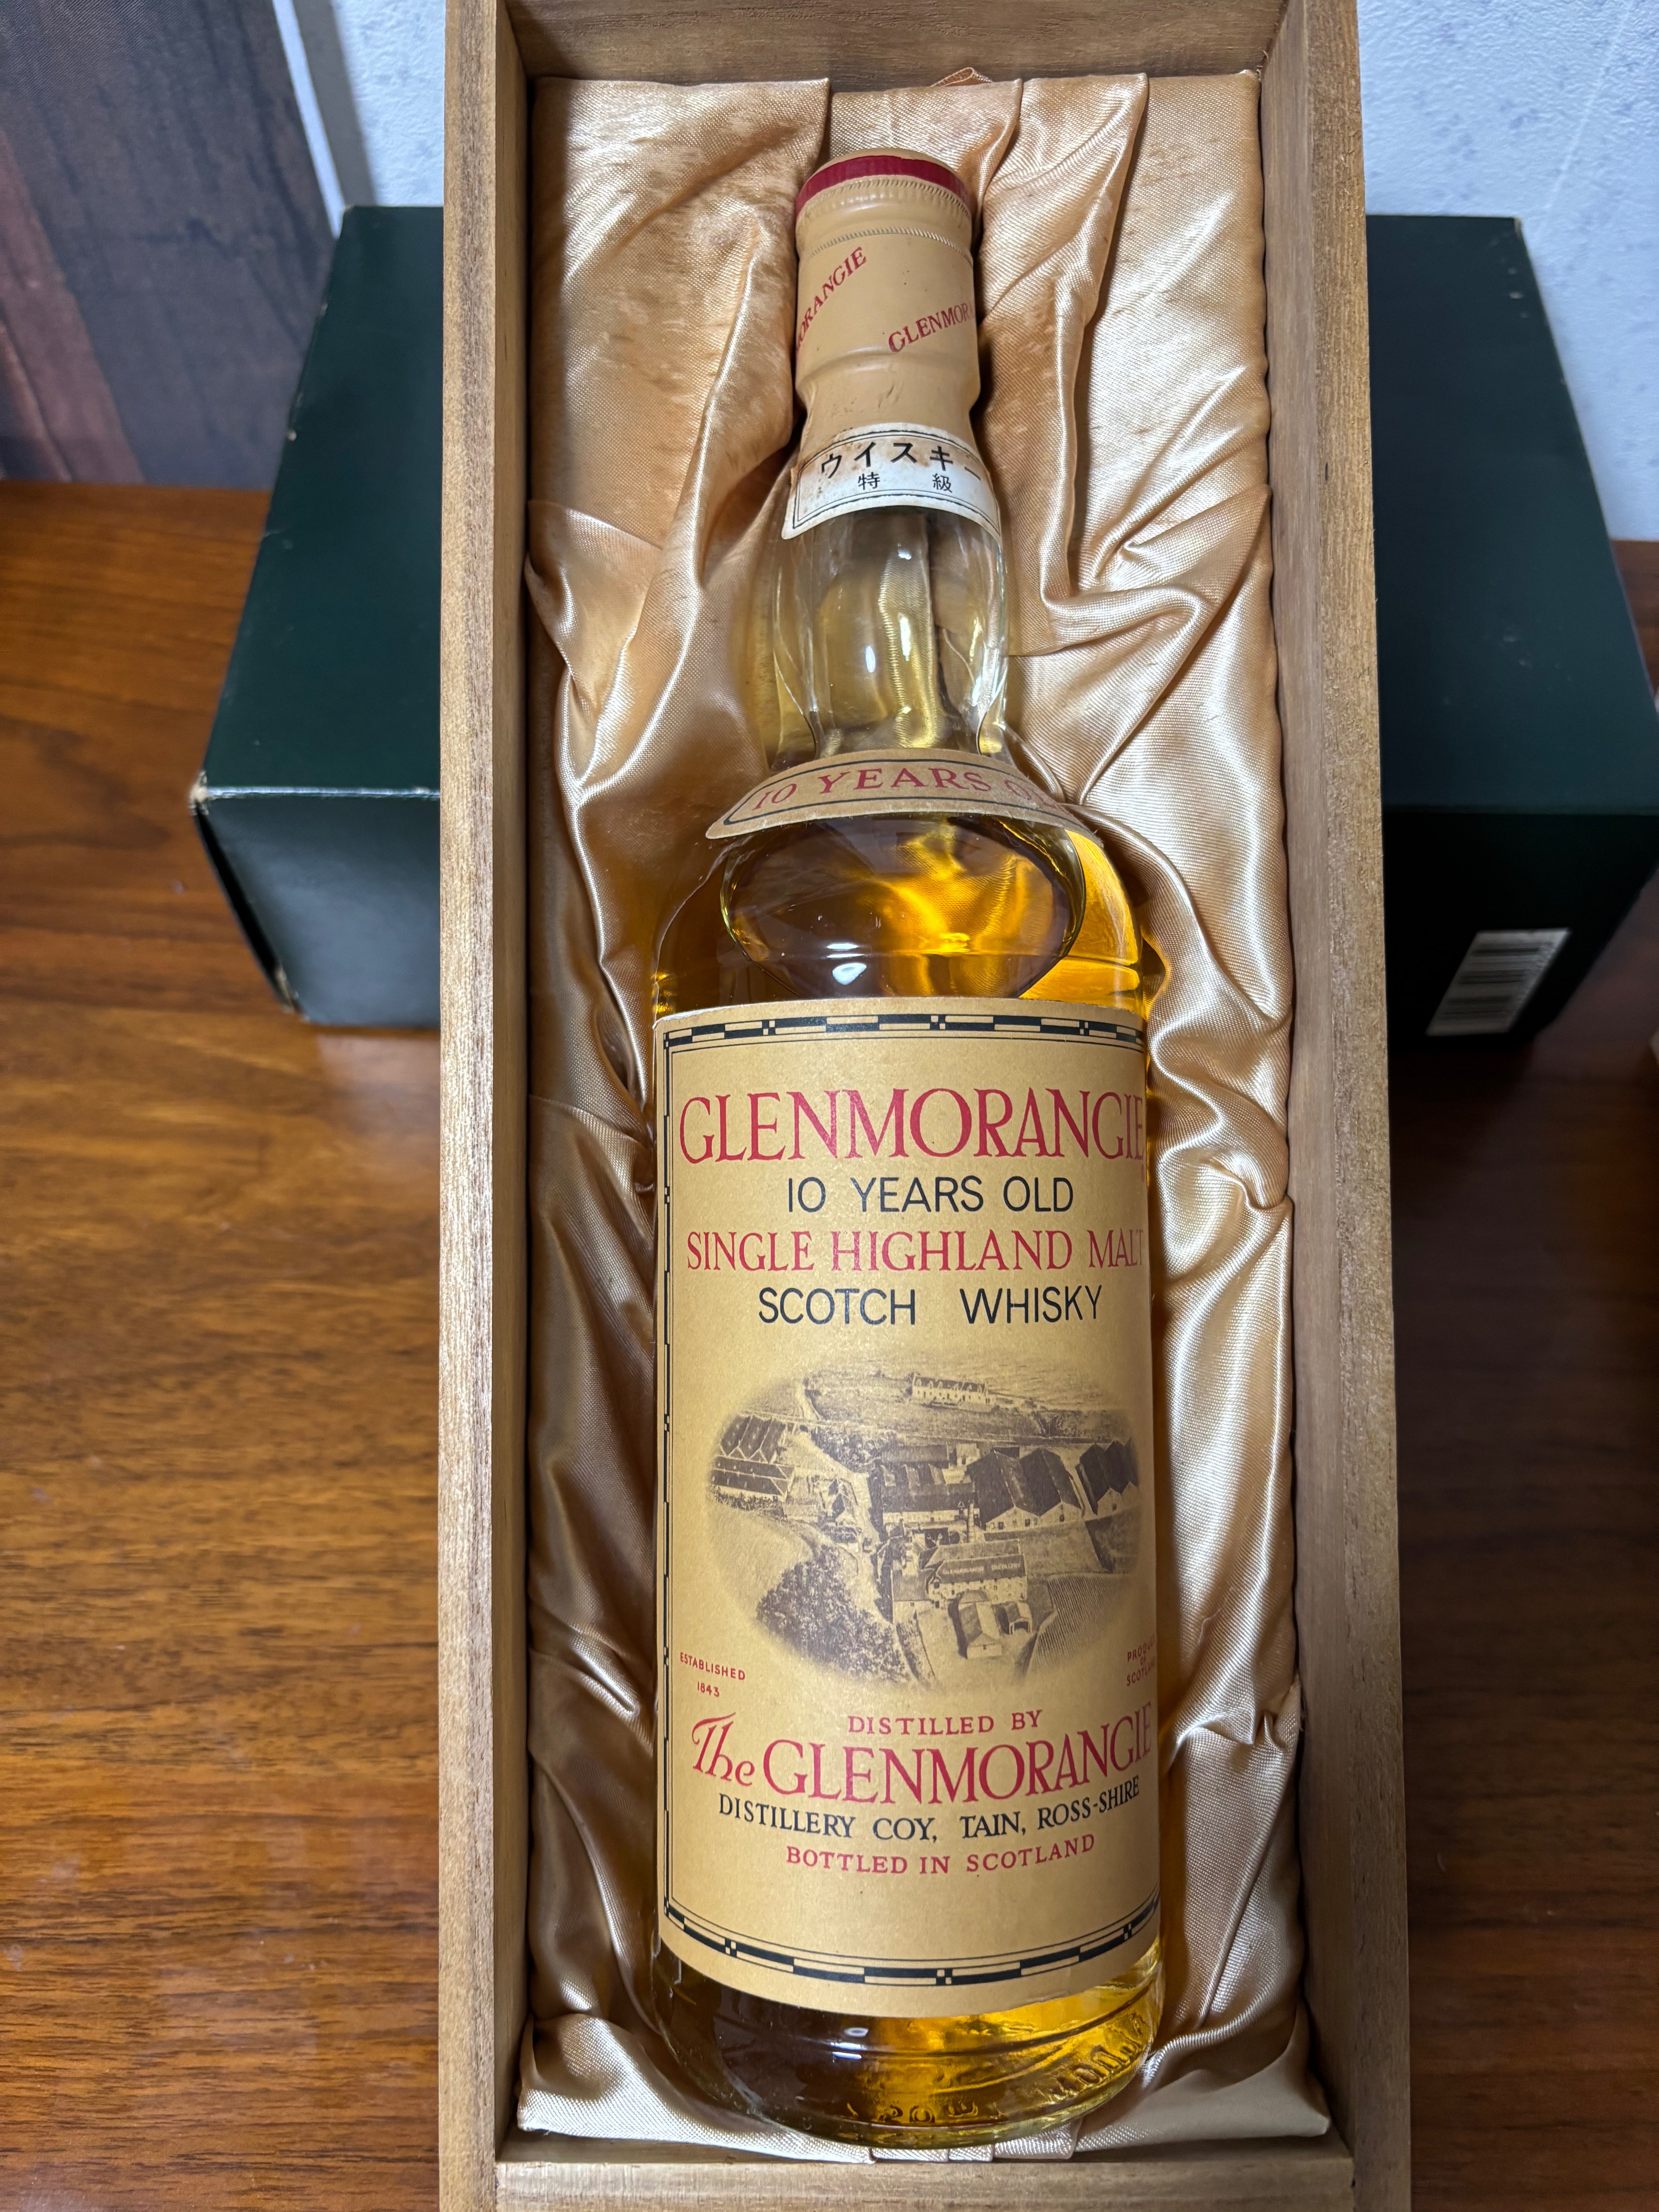 GLENMORANGIE
ウイスキー
特級
10 YEARS
GLENMORANGIE
10 YEARS OLD
SINGLE HIGHLAND MALT
SCOTCH WHISKY
ESTABLISHED
1843
DISTILLED BY
The GLENMORANGIE
DISTILLERY COY, TAIN, ROSS-SHIRE
BOTTLED IN SCOTLAND